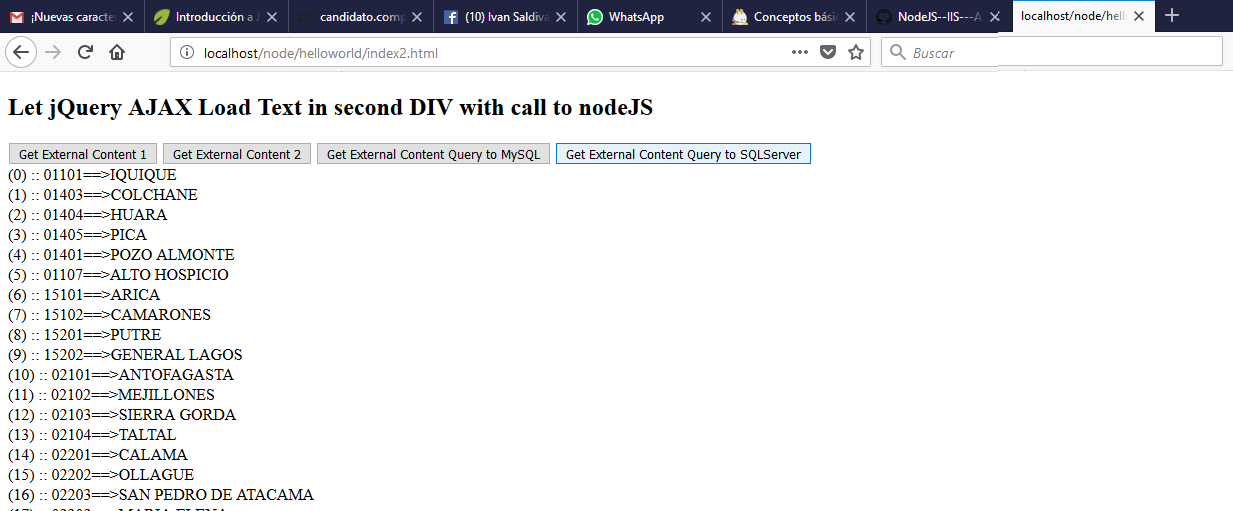 ¡Nuevas caracte
Introducción a J
candidato.comp
(10) Ivan Saldiva
WhatsApp
Conceptos bási
NodeJS--IIS---A
localhost/node/hell
localhost/node/helloworld/index2.html
Buscar
Let jQuery AJAX Load Text in second DIV with call to nodeJS
Get External Content 1
Get External Content 2
Get External Content Query to MySQL
Get External Content Query to SQLServer
(0) :: 01101==>IQUIQUE
(1) :: 01403==>COLCHANE
(2) :: 01404==>HUARA
(3) :: 01405==>PICA
(4) :: 01401==>POZO ALMONTE
(5) :: 01107==>ALTO HOSPICIO
(6) :: 15101==>ARICA
(7) :: 15102==>CAMARONES
(8) :: 15201==>PUTRE
(9) :: 15202==>GENERAL LAGOS
(10) :: 02101==>ANTOFAGASTA
(11) :: 02102==>MEJILLONES
(12) :: 02103==>SIERRA GORDA
(13) :: 02104==>TALTAL
(14) :: 02201==>CALAMA
(15) :: 02202==>OLLAGUE
(16) :: 02203==>SAN PEDRO DE ATACAMA